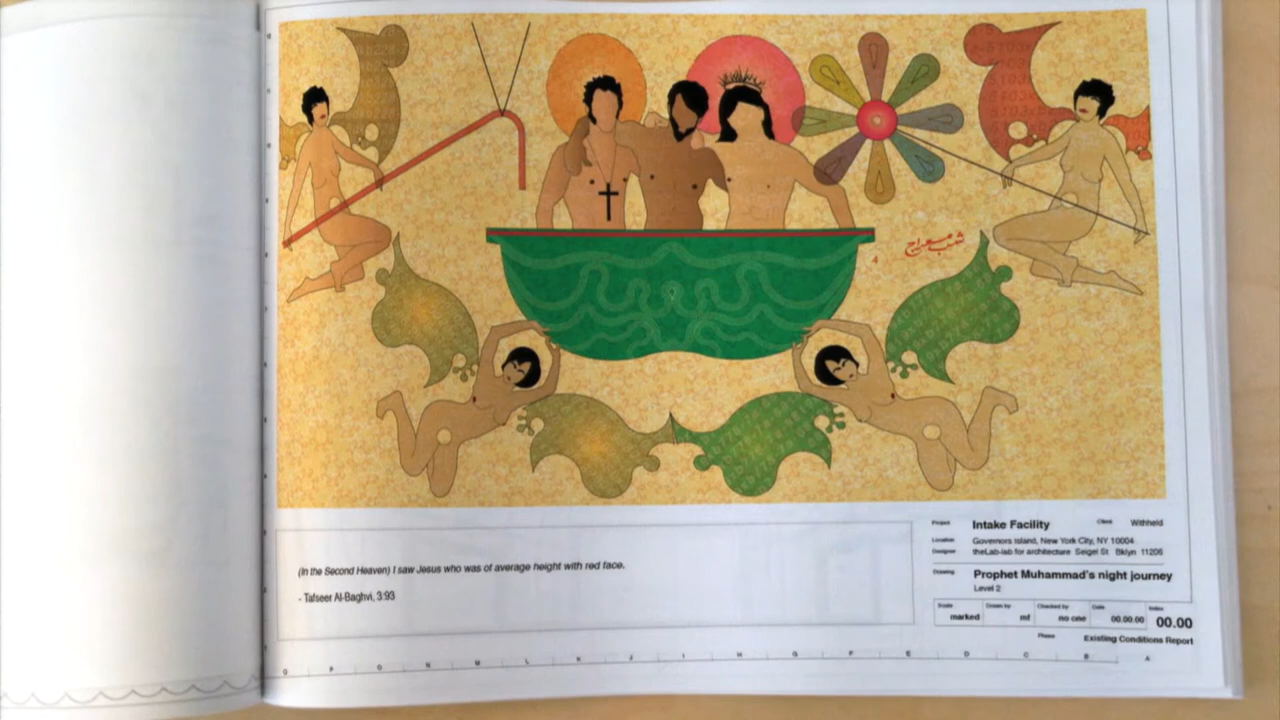 شب معراج
4
(In the Second Heaven) I saw Jesus who was of average height with red face.
- Tafseer Al-Baghvi, 3:93
Project Intake Facility Client Withheld
Location Governors Island, New York City, NY 10004
Designer theLab-lab for architecture Seigel St Bklyn 11206
Drawing Prophet Muhammad's night journey
Level 2
Scale Drawn by Checked by Date Index
marked mf no one 00.00.00 00.00
Phase Existing Conditions Report
Q P O N M L K J I H G F E D C B A